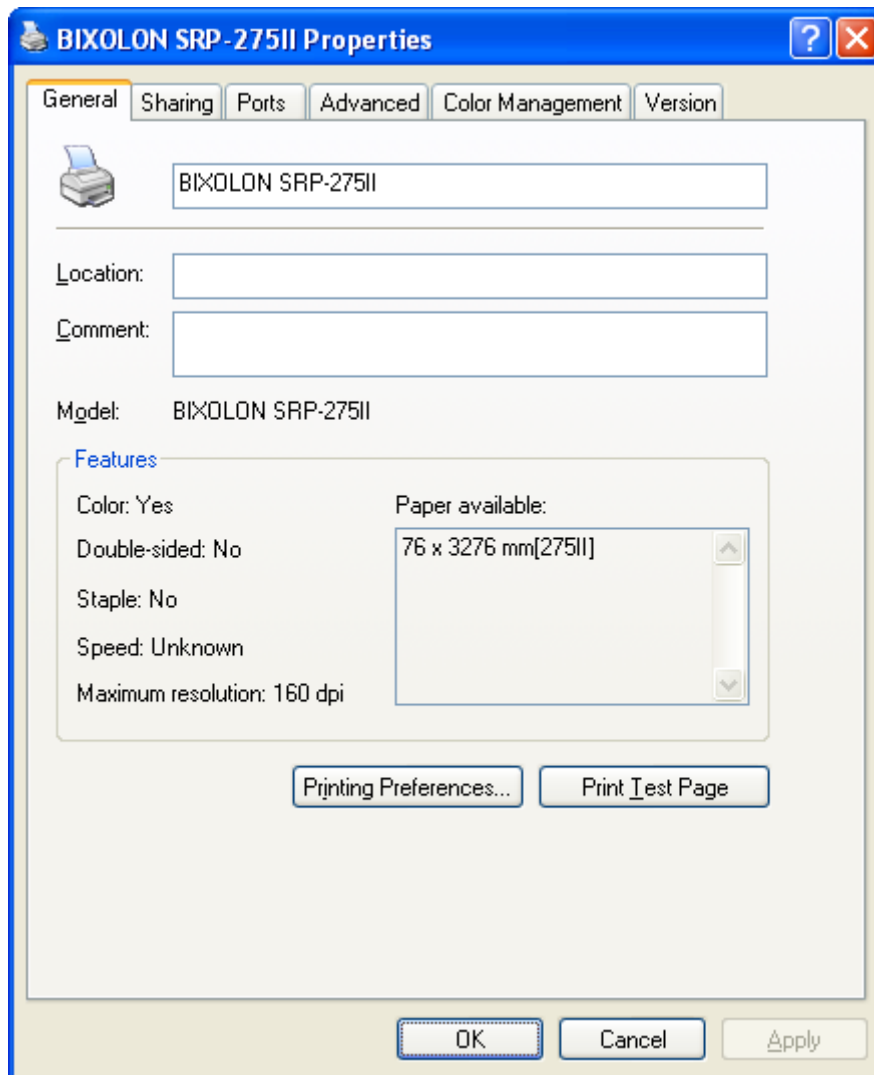 BIXOLON SRP-275II Properties
General Sharing Ports Advanced Color Management Version
BIXOLON SRP-275II
Location:
Comment:
Model: BIXOLON SRP-275II
Features
Color: Yes
Double-sided: No
Staple: No
Speed: Unknown
Maximum resolution: 160 dpi
Paper available:
76 x 3276 mm[275II]
Printing Preferences...
Print Test Page
OK
Cancel
Apply